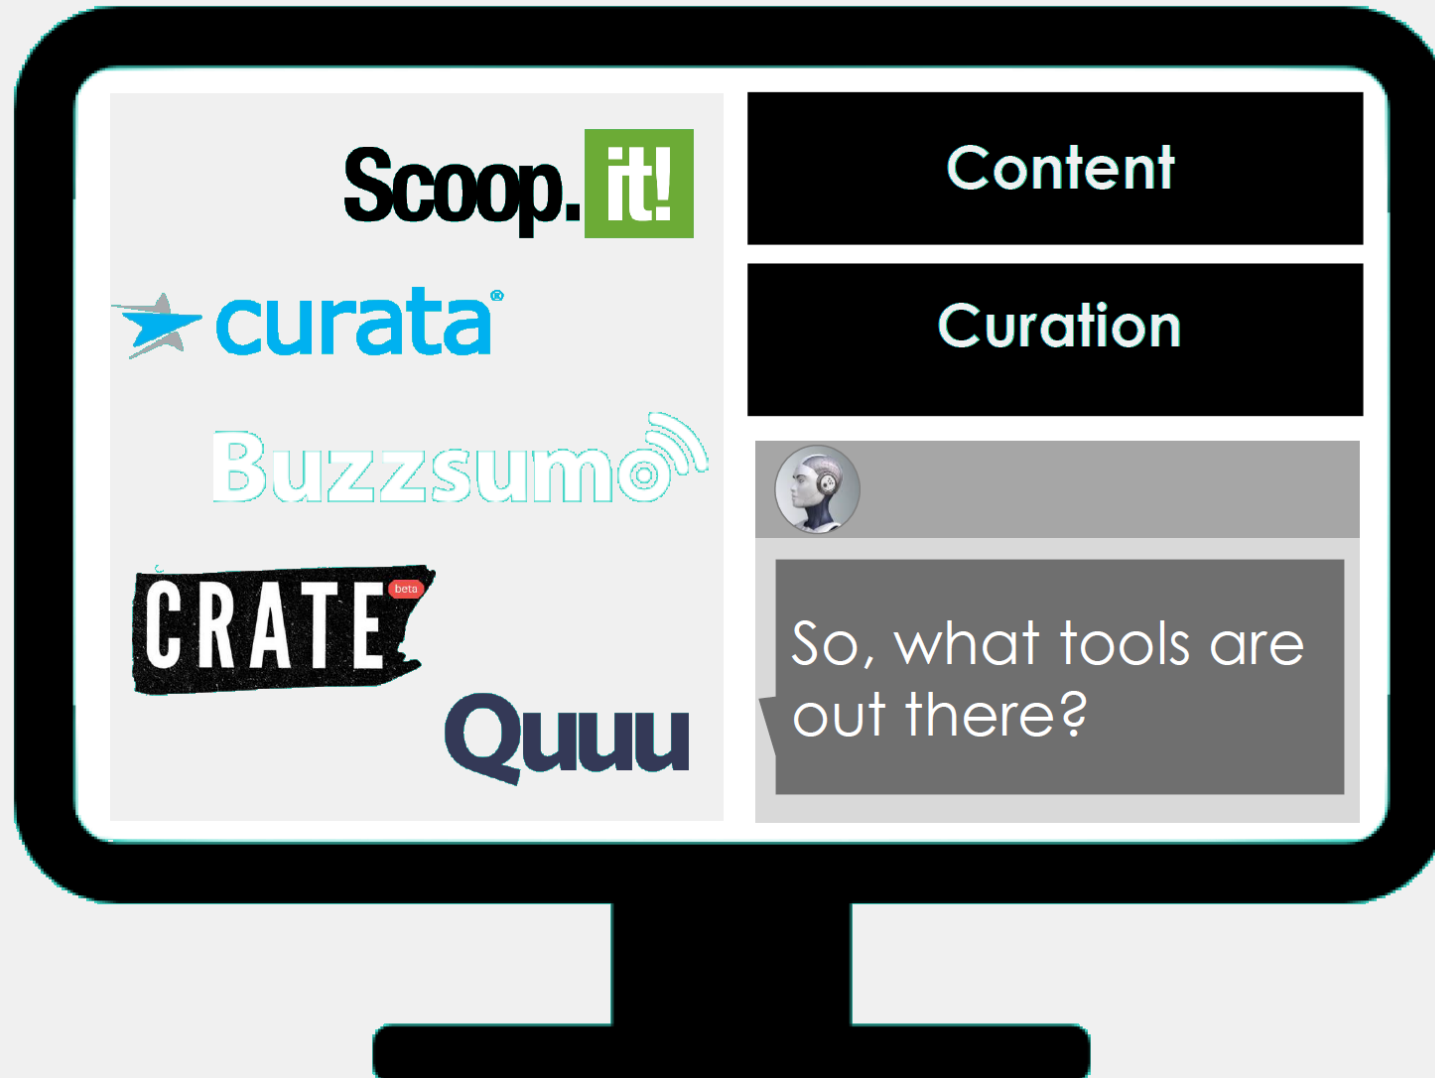 Scoop.it!
curata®
Buzzsumo
CRATE beta
Quuu
Content
Curation
So, what tools are
out there?